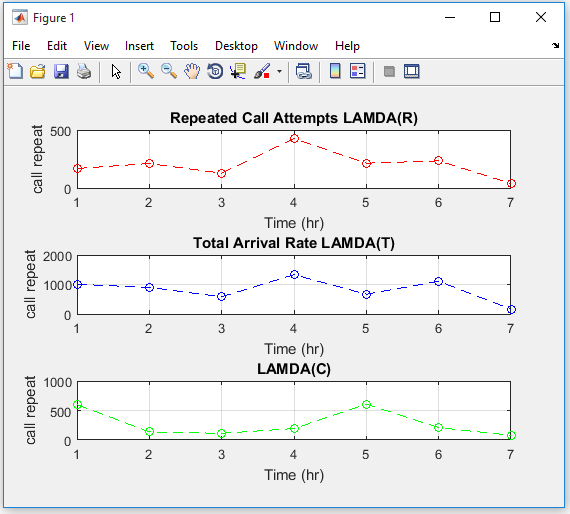 Figure 1
File Edit View Insert Tools Desktop Window Help
Repeated Call Attempts LAMDA(R)
500
0
call repeat
1 2 3 4 5 6 7
Time (hr)
Total Arrival Rate LAMDA(T)
2000
1000
0
call repeat
1 2 3 4 5 6 7
Time (hr)
LAMDA(C)
1000
500
0
call repeat
1 2 3 4 5 6 7
Time (hr)